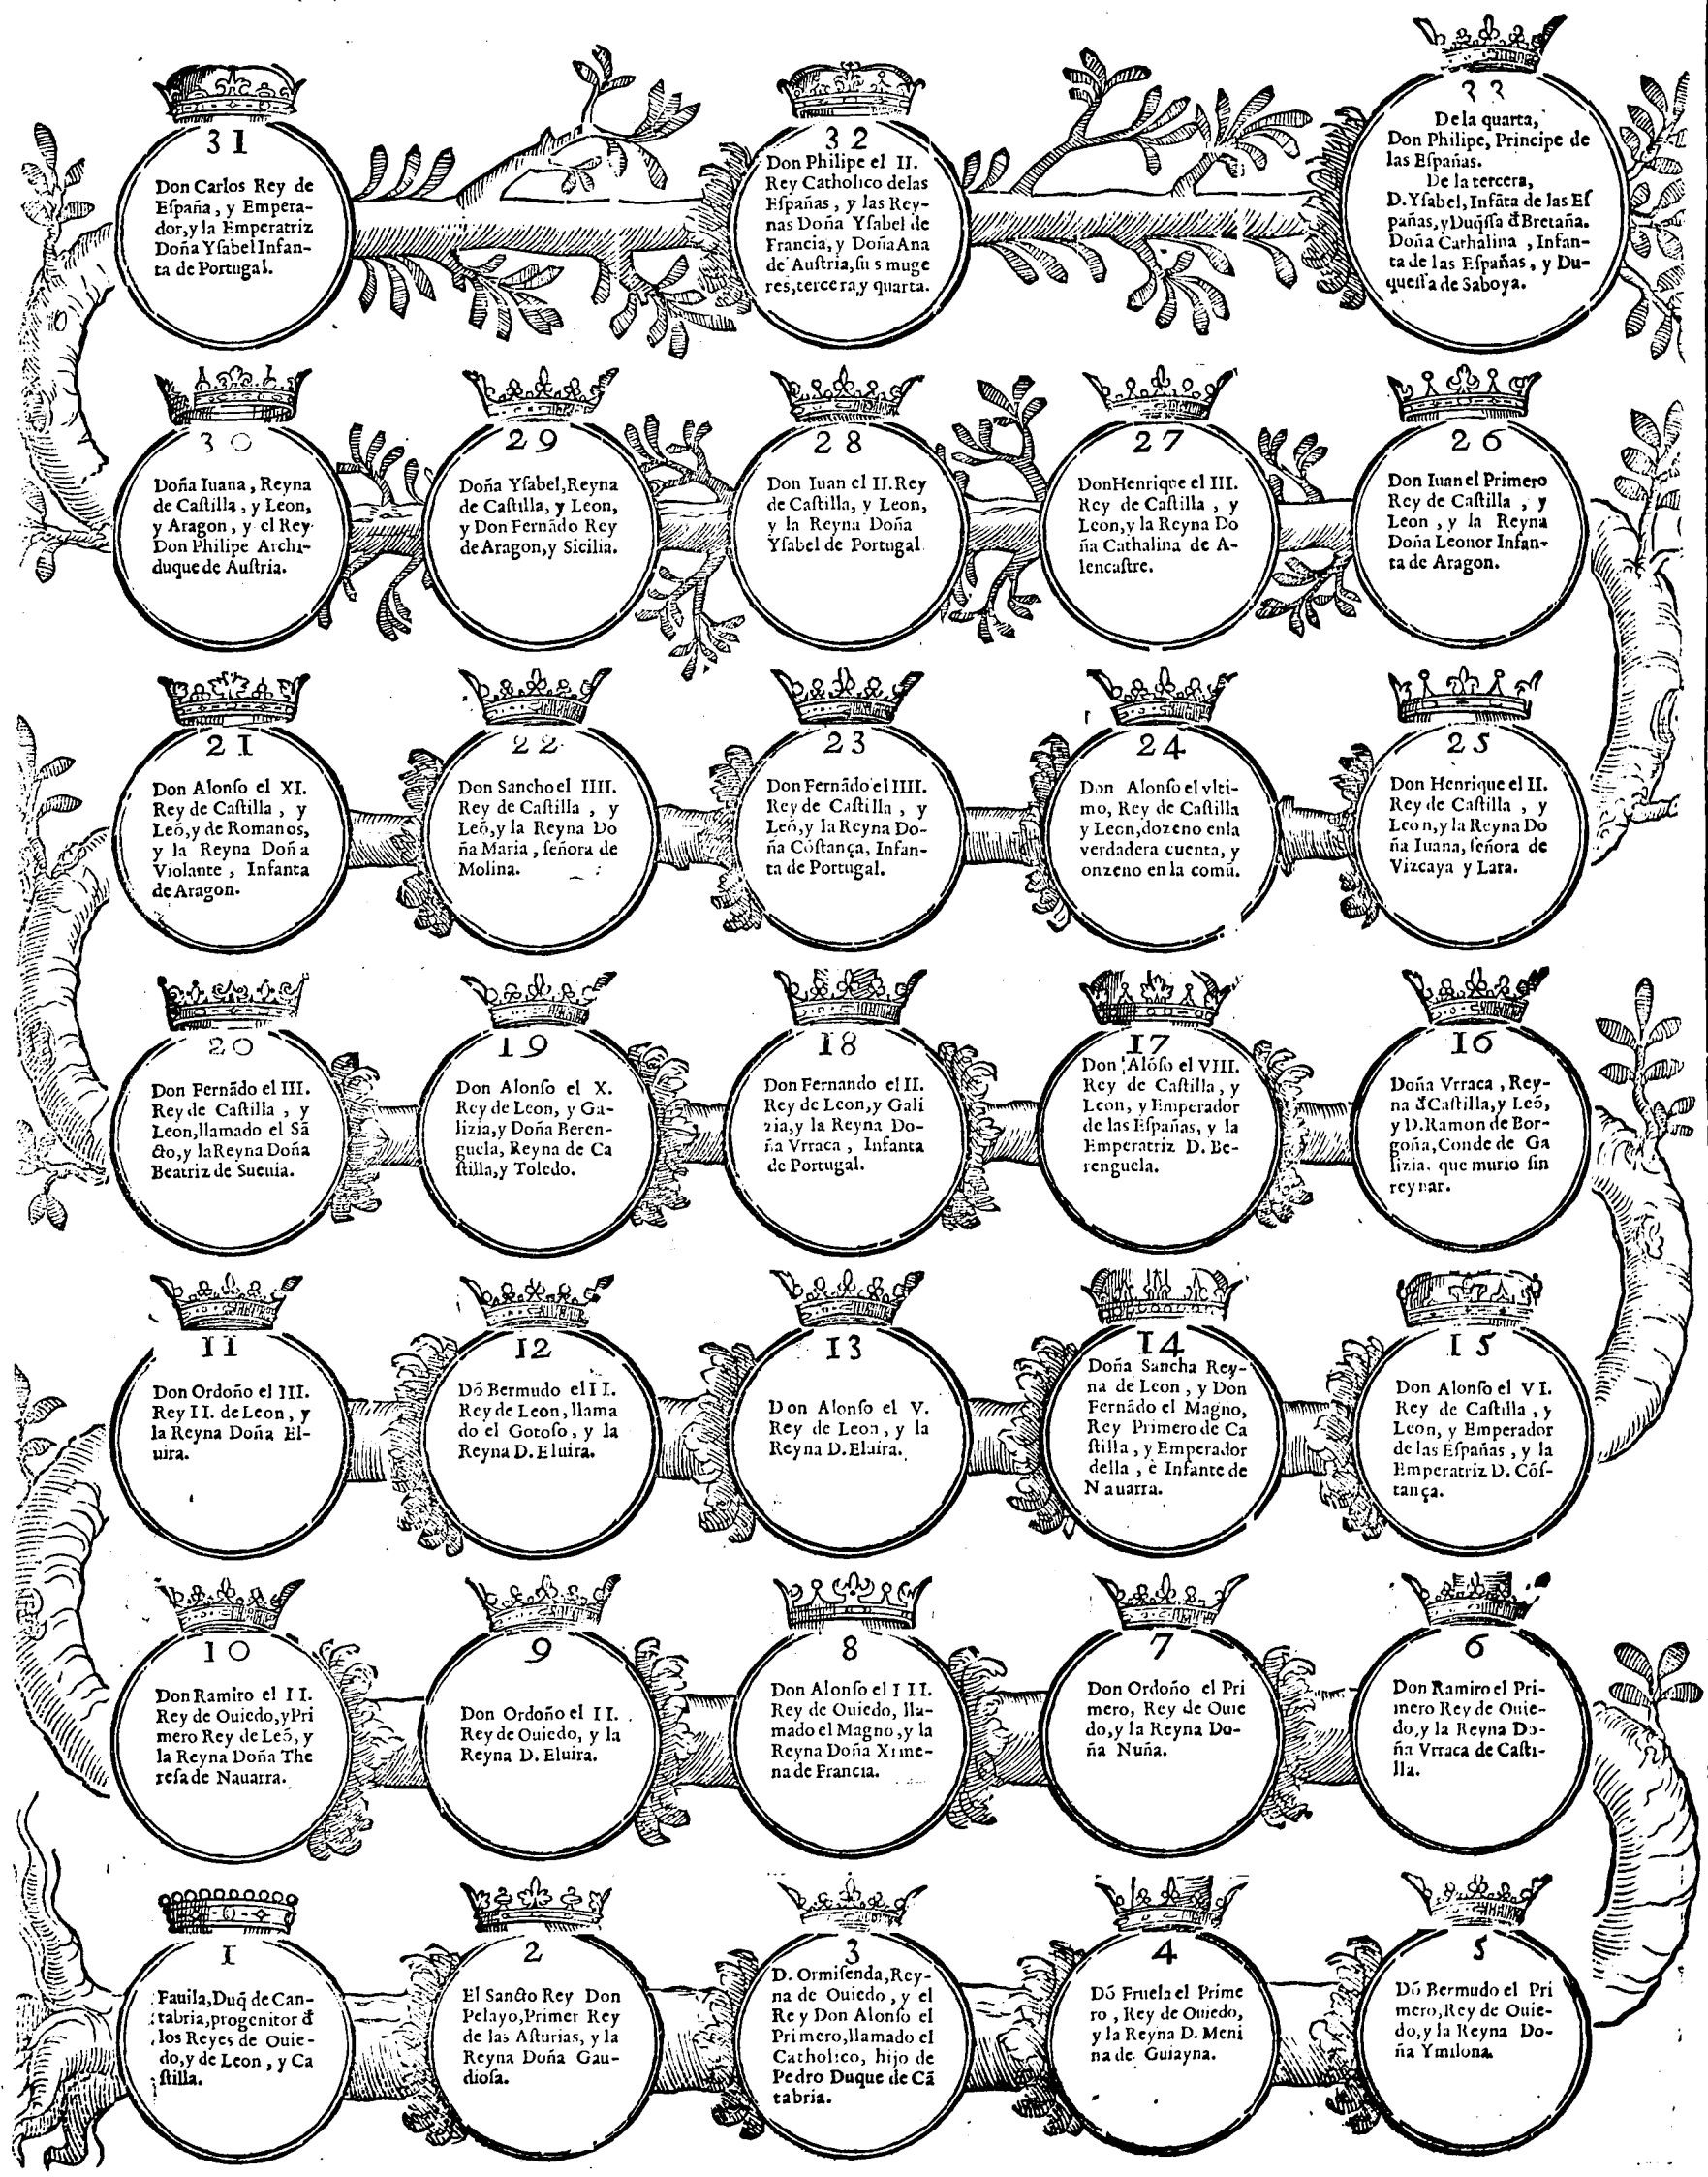 31
Don Carlos Rey de
Eſpaña, y Empera-
dor, y la Emperatriz
Doña Yſabel Infan-
ta de Portugal.
32
Don Philipe el II.
Rey Catholico delas
Eſpañas, y las Rey-
nas Doña Yſabel de
Francia, y Doña Ana
de Auſtria, ſu s muge
res, tercera, y quarta.
33
De la quarta,
Don Philipe, Principe de
las Eſpañas.
De la tercera,
D. Yſabel, Infãta de las Eſ
pañas, y Duq̃ſſa đ Bretaña.
Doña Cathalina, Infan-
ta de las Eſpañas, y Du-
queſſa de Saboya.
30
Doña Iuana, Reyna
de Caſtilla, y Leon,
y Aragon, y el Rey
Don Philipe Archi-
duque de Auſtria.
29
Doña Yſabel, Reyna
de Caſtilla, y Leon,
y Don Fernãdo Rey
de Aragon, y Sicilia.
28
Don Iuan el II. Rey
de Caſtilla, y Leon,
y la Reyna Doña
Yſabel de Portugal
27
Don Henrique el III.
Rey de Caſtilla, y
Leon, y la Reyna Do
ña Cathalina de A-
lencaſtre.
26
Don Iuan el Primero
Rey de Caſtilla, y
Leon, y la Reyna
Doña Leonor Infan-
ta de Aragon.
21
Don Alonſo el XI.
Rey de Caſtilla, y
Leõ, y de Romanos,
y la Reyna Doña
Violante, Infanta
de Aragon.
22
Don Sancho el IIII.
Rey de Caſtilla, y
Leõ, y la Reyna Do
ña Maria, ſeñora de
Molina.
23
Don Fernãdo el IIII.
Rey de Caſtilla, y
Leõ, y la Reyna Do-
ña Cõſtança, Infan-
ta de Portugal.
24
Don Alonſo el vlti-
mo, Rey de Caſtilla
y Leon, dozeno enla
verdadera cuenta, y
onzeno en la comũ.
25
Don Henrique el II.
Rey de Caſtilla, y
Leon, y la Reyna Do
ña Iuana, ſeñora de
Vizcaya y Lara.
20
Don Fernãdo el III.
Rey de Caſtilla, y
Leon, llamado el Sã
cto, y la Reyna Doña
Beatriz de Sueuia.
19
Don Alonſo el X.
Rey de Leon, y Ga-
lizia, y Doña Beren-
guela, Reyna de Ca
ſtilla, y Toledo.
18
Don Fernando el II.
Rey de Leon, y Gali
zia, y la Reyna Do-
ña Vrraca, Infanta
de Portugal.
17
Don Alõſo el VIII.
Rey de Caſtilla, y
Leon, y Emperador
de las Eſpañas, y la
Emperatriz D. Be-
renguela.
16
Doña Vrraca, Rey-
na đ Caſtilla, y Leõ,
y D. Ramon de Bor-
goña, Conde de Ga
lizia, que murio ſin
reynar.
11
Don Ordoño el III.
Rey II. de Leon, y
la Reyna Doña El-
uira.
12
Dõ Bermudo el II.
Rey de Leon, llama
do el Gotoſo, y la
Reyna D. Eluira.
13
Don Alonſo el V.
Rey de Leon, y la
Reyna D. Eluira.
14
Doña Sancha Rey-
na de Leon, y Don
Fernãdo el Magno,
Rey Primero de Ca
ſtilla, y Emperador
della, è Infante de
Nauarra.
15
Don Alonſo el VI.
Rey de Caſtilla, y
Leon, y Emperador
de las Eſpañas, y la
Emperatriz D. Cõſ-
tança.
10
Don Ramiro el II.
Rey de Ouiedo, y Pri
mero Rey de Leõ, y
la Reyna Doña The
reſa de Nauarra.
9
Don Ordoño el II.
Rey de Ouiedo, y la
Reyna D. Eluira.
8
Don Alonſo el III.
Rey de Ouiedo, lla-
mado el Magno, y la
Reyna Doña Xime-
na de Francia.
7
Don Ordoño el Pri
mero, Rey de Ouie
do, y la Reyna Do-
ña Nuña.
6
Don Ramiro el Pri-
mero Rey de Ouie-
do, y la Reyna Do-
ña Vrraca de Caſti-
lla.
1
Fauila, Duq̃ de Can-
tabria, progenitor đ
los Reyes de Ouie-
do, y de Leon, y Ca
ſtilla.
2
El Sancto Rey Don
Pelayo, Primer Rey
de las Aſturias, y la
Reyna Doña Gau-
dioſa.
3
D. Ormiſenda, Rey-
na de Ouiedo, y el
Rey Don Alonſo el
Primero, llamado el
Catholico, hijo de
Pedro Duque de Cã
tabria.
4
Dõ Fruela el Prime
ro, Rey de Ouiedo,
y la Reyna D. Meni
na de Guiayna.
5
Dõ Bermudo el Pri
mero, Rey de Ouie-
do, y la Reyna Do-
ña Ymilona.